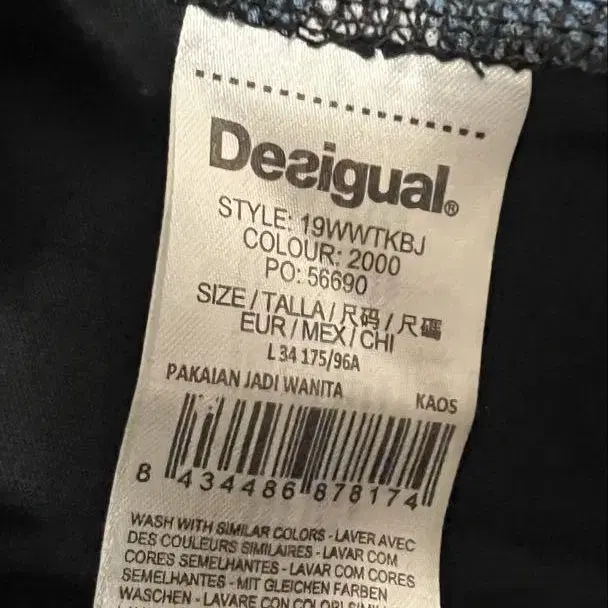 Desigual®
STYLE: 19WWTKBJ
COLOUR: 2000
PO: 56690
SIZE / TALLA / 尺码 / 尺碼
EUR / MEX / CHI
L 34 175/96A
PAKAIAN JADI WANITA KAOS
8 434486 878174
WASH WITH SIMILAR COLORS - LAVER AVEC
DES COULEURS SIMILAIRES - LAVAR COM
CORES SEMELHANTES - LAVAR COM CORES
SEMELHANTES - MIT GLEICHEN FARBEN
WASCHEN - LAVARE CON COLORI